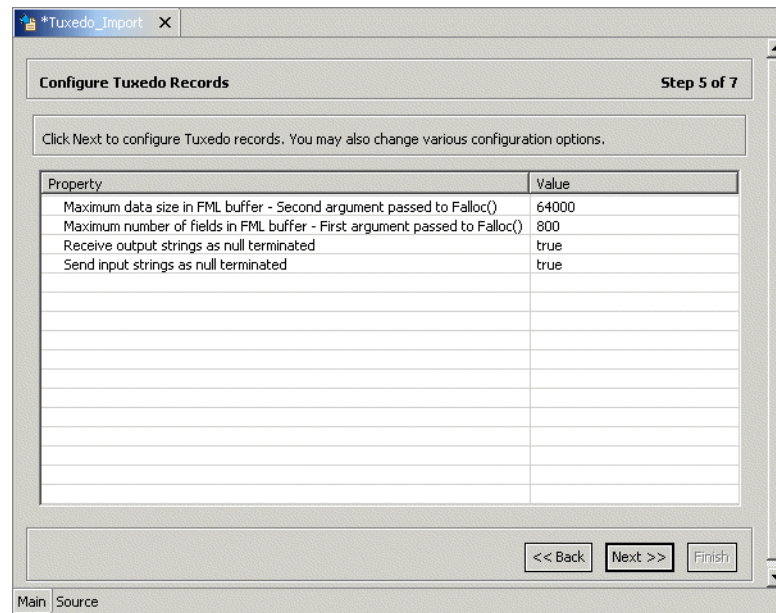 *Tuxedo_Import X
Configure Tuxedo Records Step 5 of 7
Click Next to configure Tuxedo records. You may also change various configuration options.
Property Value
Maximum data size in FML buffer - Second argument passed to Falloc() 64000
Maximum number of fields in FML buffer - First argument passed to Falloc() 800
Receive output strings as null terminated true
Send input strings as null terminated true
<< Back Next >> Finish
Main Source